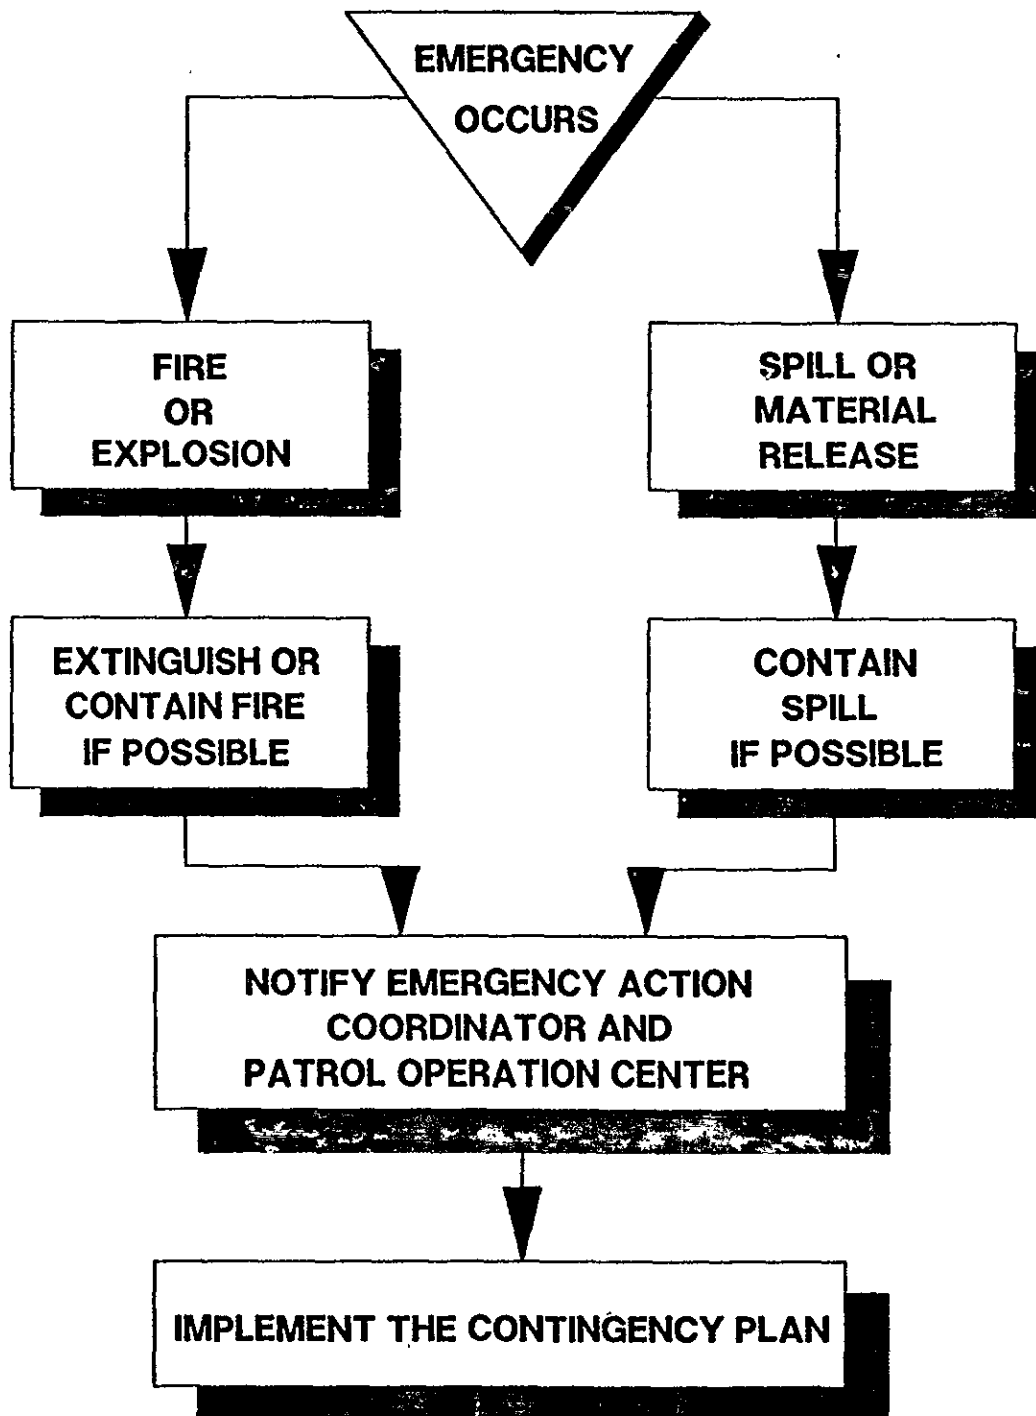 EMERGENCY
OCCURS
FIRE
OR
EXPLOSION
SPILL OR
MATERIAL
RELEASE
EXTINGUISH OR
CONTAIN FIRE
IF POSSIBLE
CONTAIN
SPILL
IF POSSIBLE
NOTIFY EMERGENCY ACTION
COORDINATOR AND
PATROL OPERATION CENTER
IMPLEMENT THE CONTINGENCY PLAN